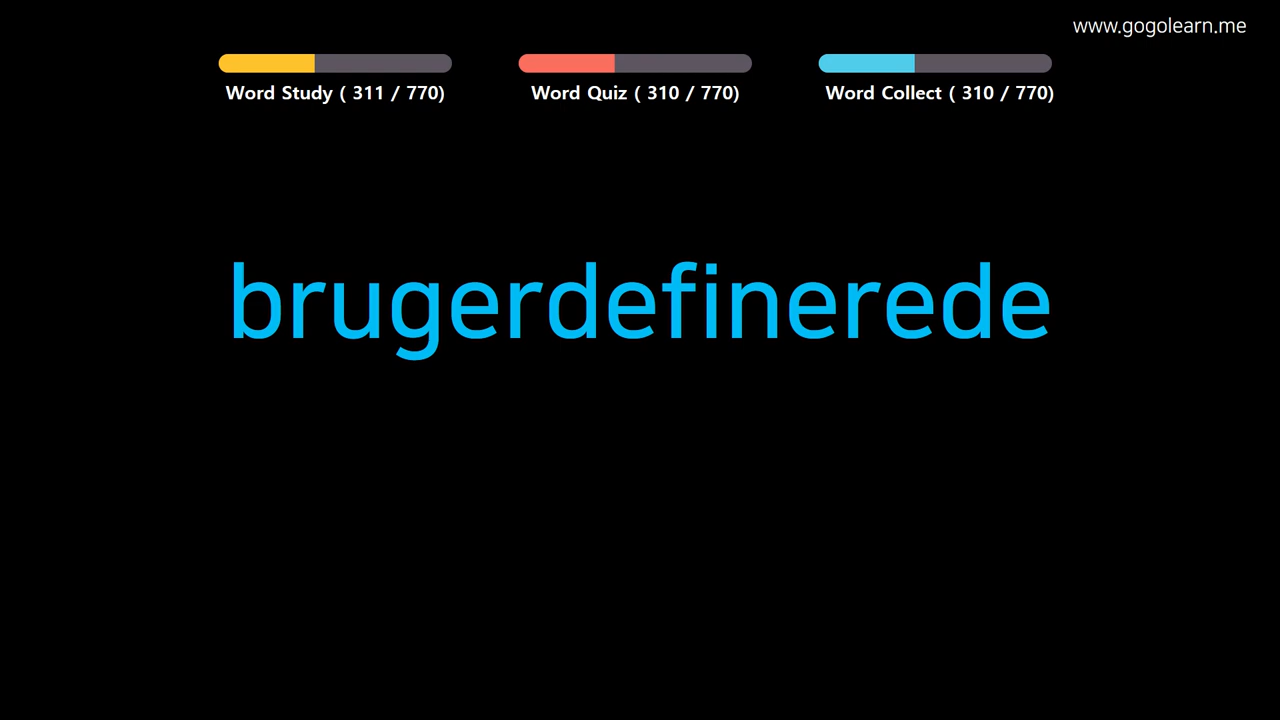 www.gogolearn.me
Word Study ( 311 / 770)
Word Quiz ( 310 / 770)
Word Collect ( 310 / 770)
brugerdefinerede